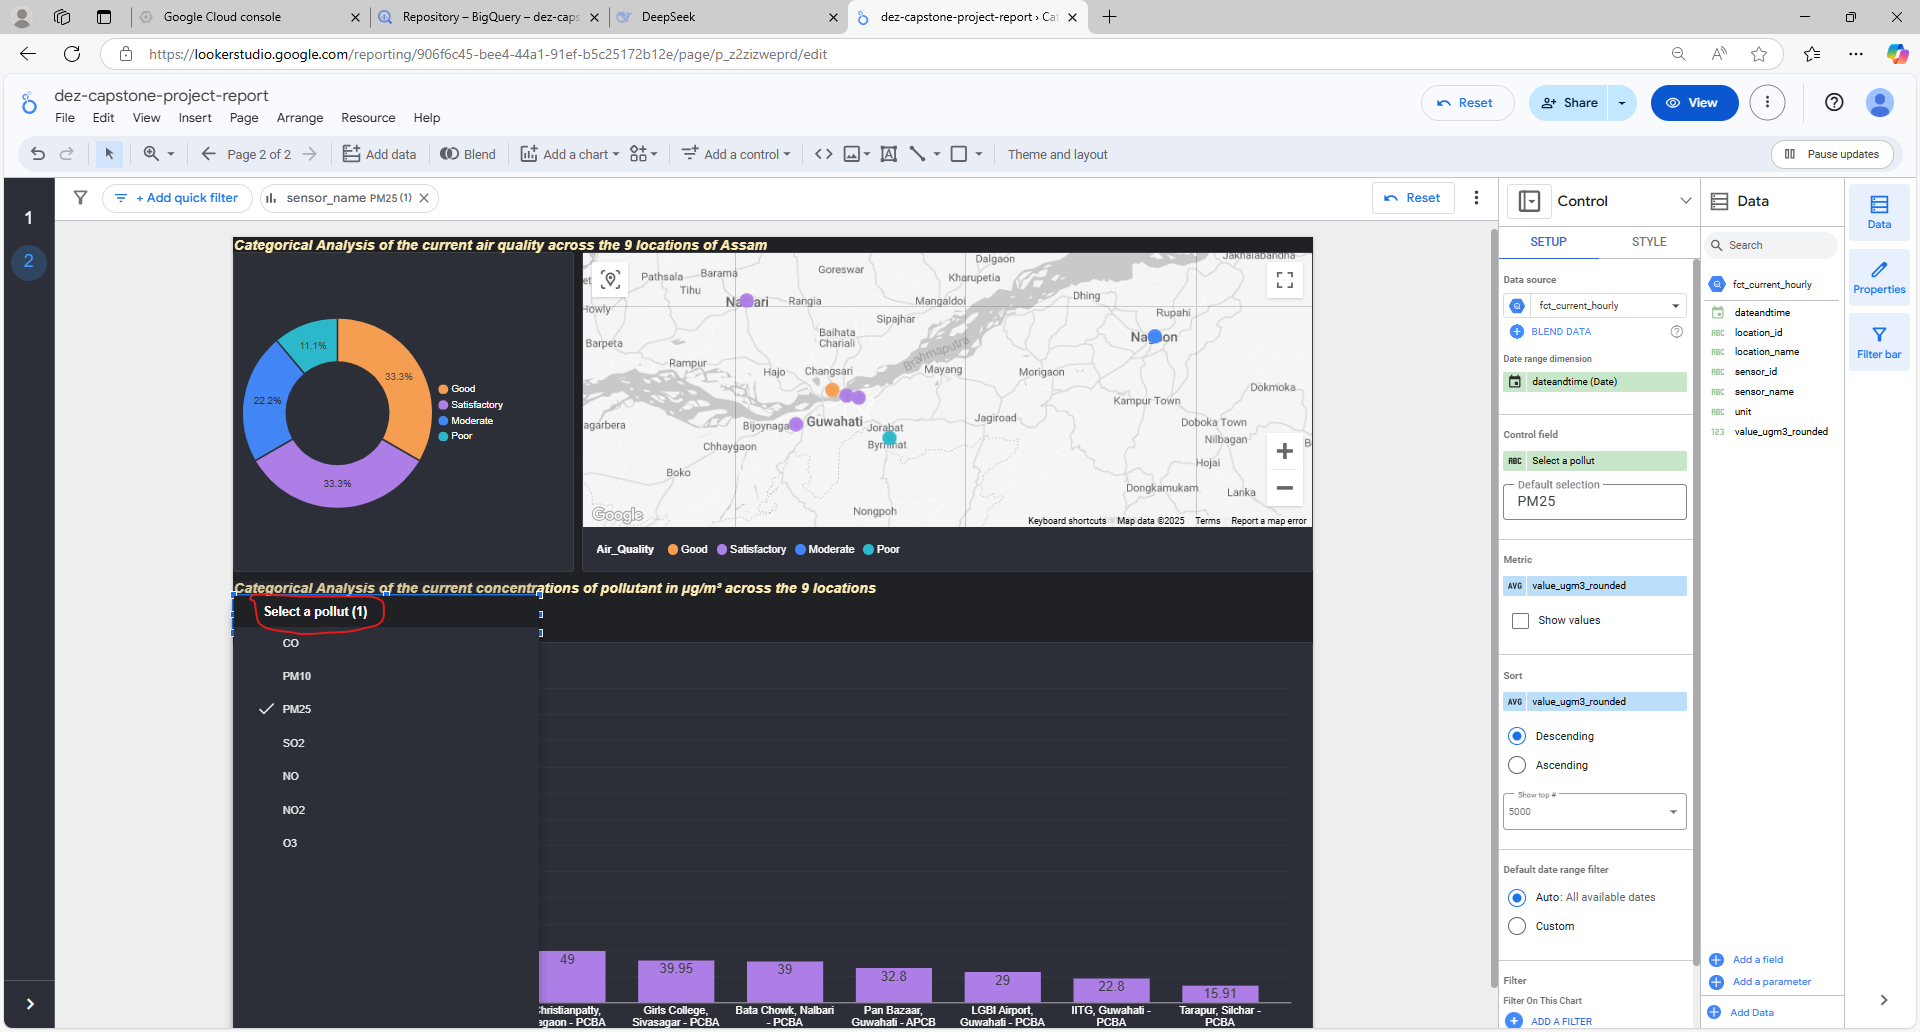 Google Cloud console
Repository – BigQuery – dez-caps
DeepSeek
dez-capstone-project-report › Cat
https://lookerstudio.google.com/reporting/906f6c45-bee4-44a1-91ef-b5c25172b12e/page/p_z2zizweprd/edit
dez-capstone-project-report
File Edit View Insert Page Arrange Resource Help
Reset
Share
View
Page 2 of 2
Add data
Blend
Add a chart
Add a control
Theme and layout
Pause updates
1
2
+ Add quick filter
sensor_name PM25 (1)
Reset
Categorical Analysis of the current air quality across the 9 locations of Assam
11.1%
33.3%
22.2%
33.3%
Good
Satisfactory
Moderate
Poor
Dalgaon
Jakhalabandha
Pathsala
Barama
Goreswar
Kharupetia
Tihu
Rangia
Mangaldoi
Dhing
Rupahi
Sipajhar
Baihata
Chariali
Barpeta
Brahmaputra
Rampur
Hajo
Changsari
Mayang
Morigaon
Dokmoka
Kampur Town
Jagiroad
Doboka Town
Guwahati
Jorabat
Nilbagan
Chhaygaon
Boko
Hojai
Dongkamukam
Lanka
Nongpoh
Google
Keyboard shortcuts
Map data ©2025
Terms
Report a map error
Air_Quality
Good
Satisfactory
Moderate
Poor
Categorical Analysis of the current concentrations of pollutant in µg/m³ across the 9 locations
Select a pollut (1)
CO
PM10
PM25
SO2
NO
NO2
O3
49
39.95
39
32.8
29
22.8
15.91
Girls College,
Sivasagar - PCBA
Bata Chowk, Nalbari
- PCBA
Pan Bazaar,
Guwahati - APCB
LGBI Airport,
Guwahati - PCBA
IITG, Guwahati -
PCBA
Tarapur, Silchar -
PCBA
Control
SETUP
STYLE
Data source
fct_current_hourly
BLEND DATA
Date range dimension
dateandtime (Date)
Control field
ABC Select a pollut
Default selection
PM25
Metric
AVG value_ugm3_rounded
Show values
Sort
AVG value_ugm3_rounded
Descending
Ascending
Show top #
5000
Default date range filter
Auto: All available dates
Custom
Filter
Filter On This Chart
ADD A FILTER
Data
Search
fct_current_hourly
dateandtime
ABC location_id
ABC location_name
ABC sensor_id
ABC sensor_name
ABC unit
123 value_ugm3_rounded
Add a field
Add a parameter
Add Data
Data
Properties
Filter bar